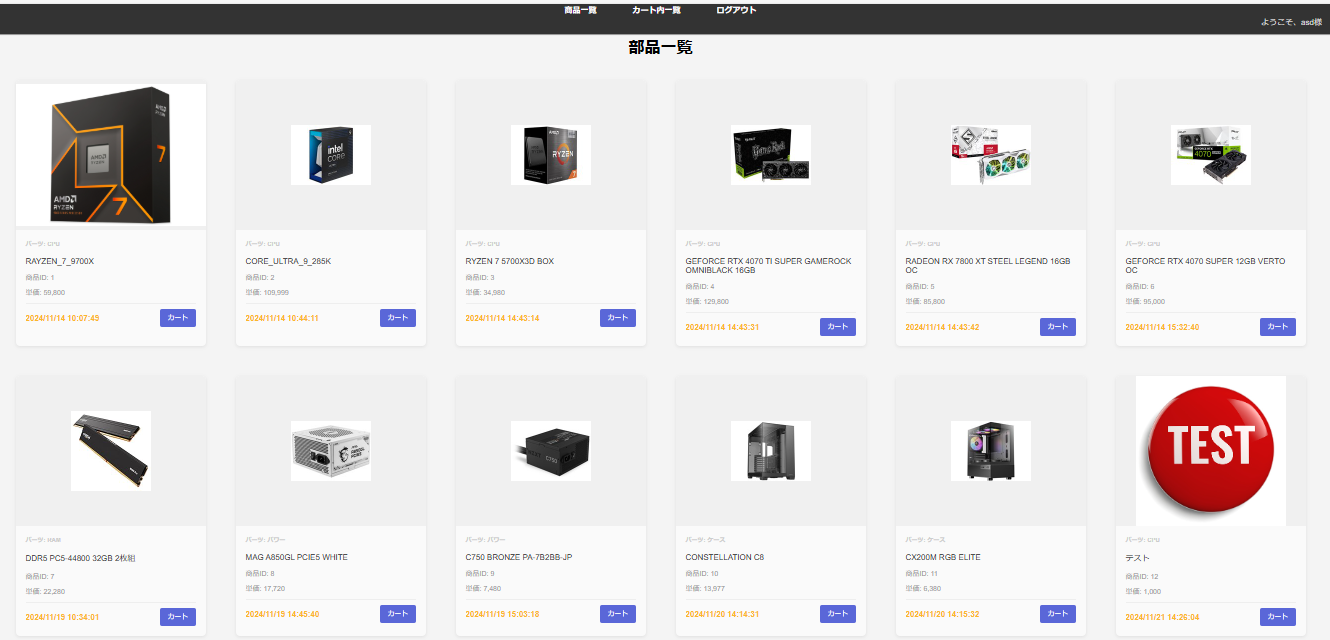 商品一覧 カート内一覧 ログアウト
ようこそ、asd様
部品一覧
AMD
RYZEN
7
7
AMD
RYZEN
intel
CORE
RYZEN
GameRock
4070
パーツ: CPU
RAYZEN_7_9700X
商品ID: 1
単価: 59,800
2024/11/14 10:07:49 カート
パーツ: CPU
CORE_ULTRA_9_285K
商品ID: 2
単価: 109,999
2024/11/14 10:44:11 カート
パーツ: CPU
RYZEN 7 5700X3D BOX
商品ID: 3
単価: 34,980
2024/11/14 14:43:14 カート
パーツ: GPU
GEFORCE RTX 4070 TI SUPER GAMEROCK
OMNIBLACK 16GB
商品ID: 4
単価: 129,800
2024/11/14 14:43:31 カート
パーツ: GPU
RADEON RX 7800 XT STEEL LEGEND 16GB
OC
商品ID: 5
単価: 85,800
2024/11/14 14:43:42 カート
パーツ: GPU
GEFORCE RTX 4070 SUPER 12GB VERTO
OC
商品ID: 6
単価: 95,000
2024/11/14 15:32:40 カート
C750
TEST
パーツ: RAM
DDR5 PC5-44800 32GB 2枚組
商品ID: 7
単価: 22,280
2024/11/19 10:34:01 カート
パーツ: パワー
MAG A850GL PCIE5 WHITE
商品ID: 8
単価: 17,720
2024/11/19 14:45:40 カート
パーツ: パワー
C750 BRONZE PA-7B2BB-JP
商品ID: 9
単価: 7,480
2024/11/19 15:03:18 カート
パーツ: ケース
CONSTELLATION C8
商品ID: 10
単価: 13,977
2024/11/20 14:14:31 カート
パーツ: ケース
CX200M RGB ELITE
商品ID: 11
単価: 6,380
2024/11/20 14:15:32 カート
パーツ: CPU
テスト
商品ID: 12
単価: 1,000
2024/11/21 14:26:04 カート